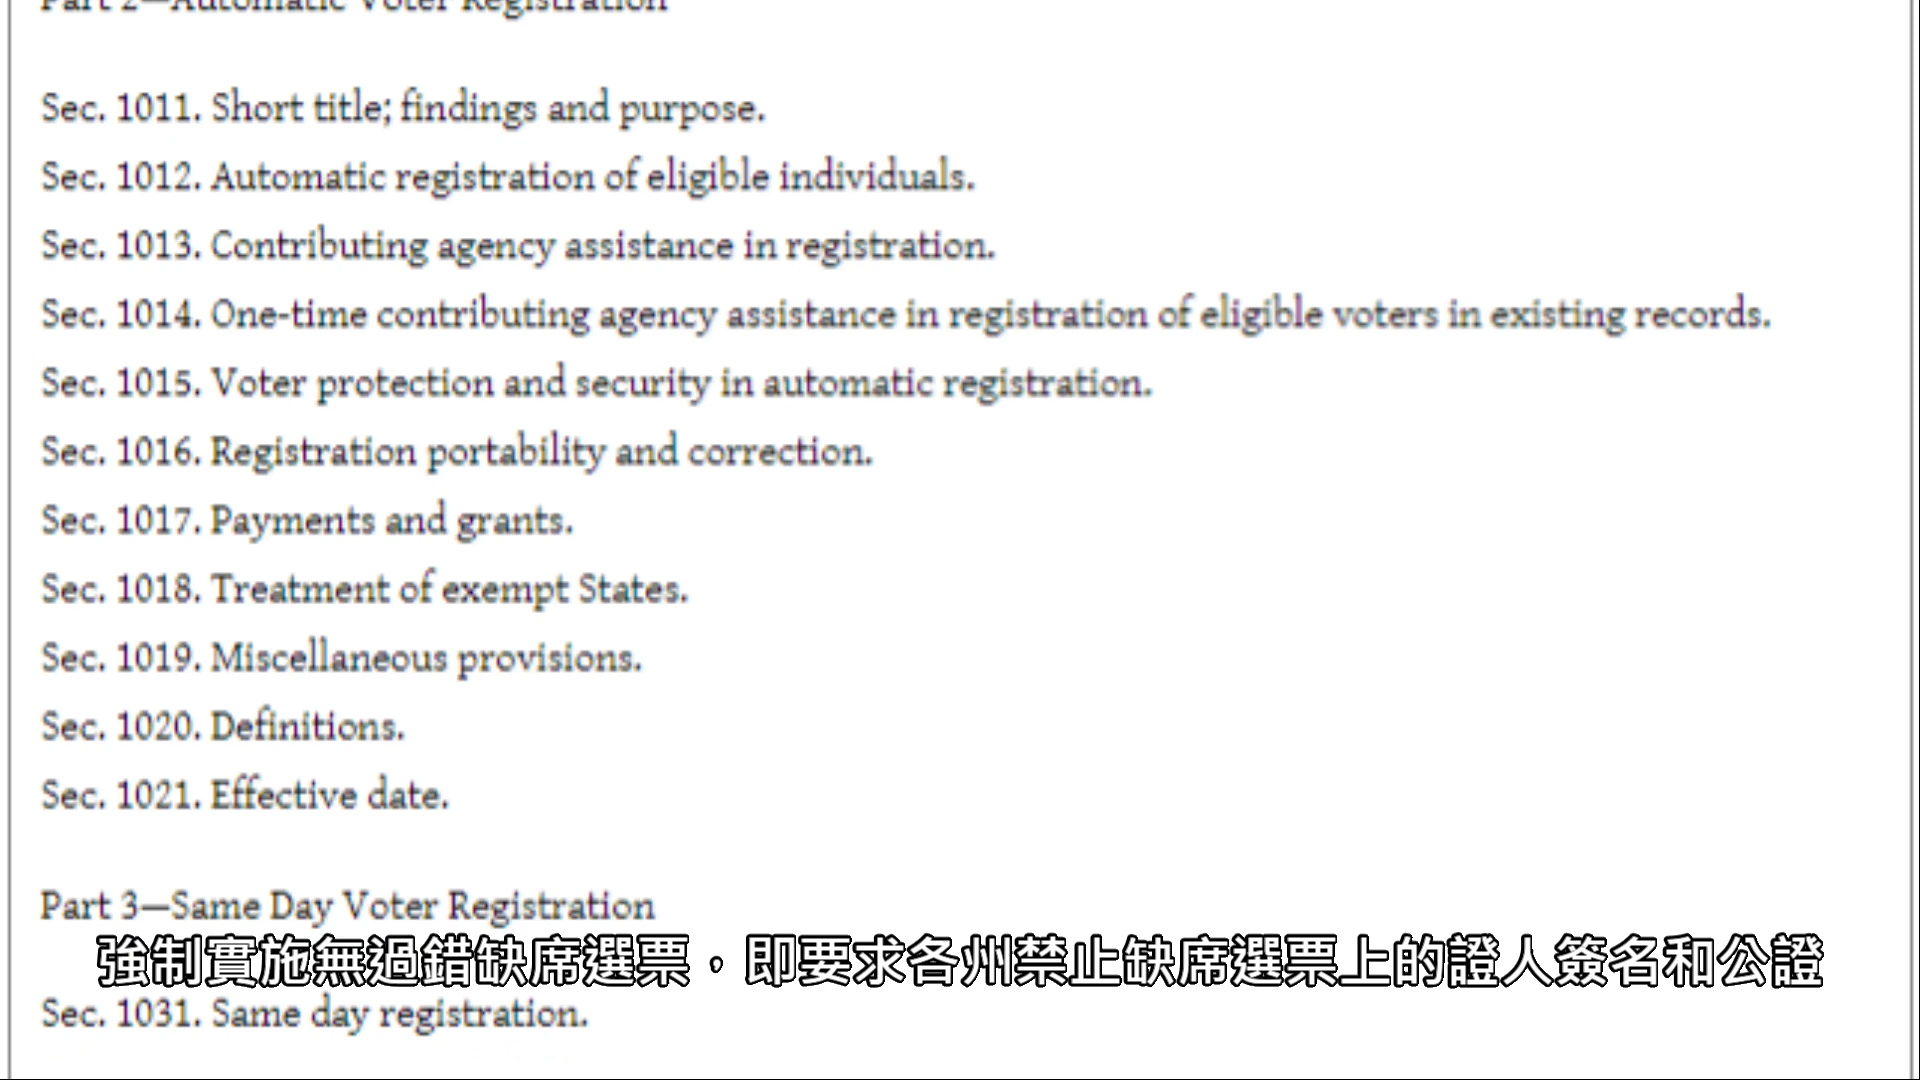 Part 2—Automatic Voter Registration
Sec. 1011. Short title; findings and purpose.
Sec. 1012. Automatic registration of eligible individuals.
Sec. 1013. Contributing agency assistance in registration.
Sec. 1014. One-time contributing agency assistance in registration of eligible voters in existing records.
Sec. 1015. Voter protection and security in automatic registration.
Sec. 1016. Registration portability and correction.
Sec. 1017. Payments and grants.
Sec. 1018. Treatment of exempt States.
Sec. 1019. Miscellaneous provisions.
Sec. 1020. Definitions.
Sec. 1021. Effective date.
Part 3—Same Day Voter Registration
強制實施無過錯缺席選票。即要求各州禁止缺席選票上的證人簽名和公證
Sec. 1031. Same day registration.